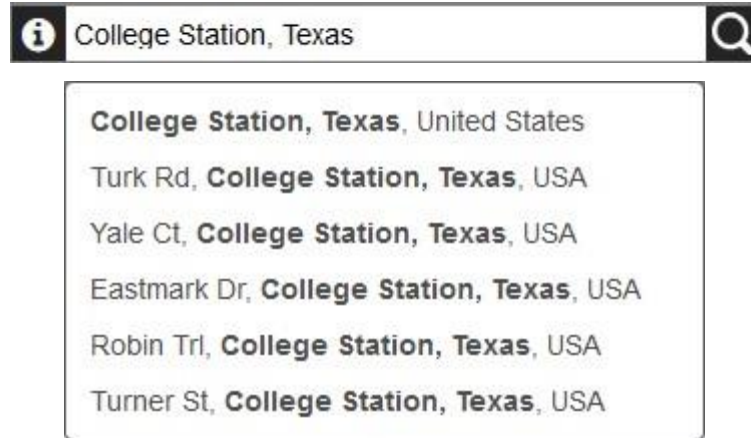 College Station, Texas
College Station, Texas, United States
Turk Rd, College Station, Texas, USA
Yale Ct, College Station, Texas, USA
Eastmark Dr, College Station, Texas, USA
Robin Trl, College Station, Texas, USA
Turner St, College Station, Texas, USA